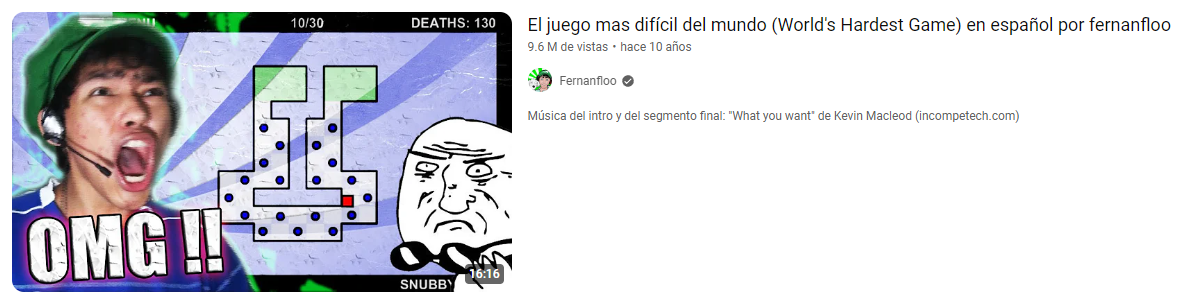 10/30
DEATHS: 130
OMG !!
SNUBBY
16:16
El juego mas difícil del mundo (World's Hardest Game) en español por fernanfloo
9.6 M de vistas • hace 10 años
Fernanfloo
Música del intro y del segmento final: "What you want" de Kevin Macleod (incompetech.com)